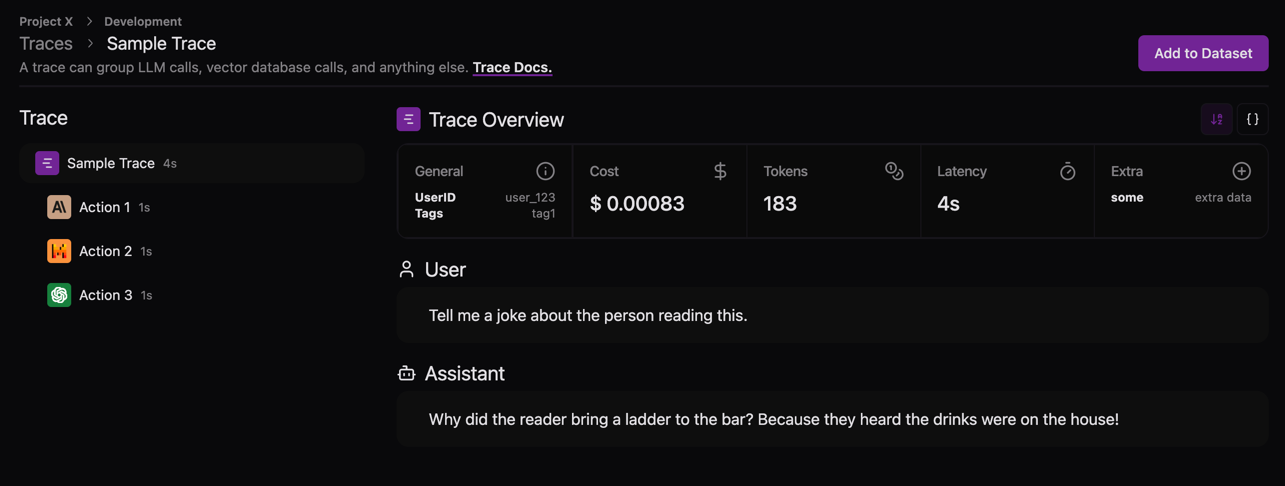 Project X > Development
Traces > Sample Trace
A trace can group LLM calls, vector database calls, and anything else. Trace Docs.
Add to Dataset
Trace
Sample Trace 4s
Action 1 1s
Action 2 1s
Action 3 1s
Trace Overview
{ }
General
UserID user_123
Tags tag1
Cost $
$ 0.00083
Tokens
183
Latency
4s
Extra
some extra data
User
Tell me a joke about the person reading this.
Assistant
Why did the reader bring a ladder to the bar? Because they heard the drinks were on the house!